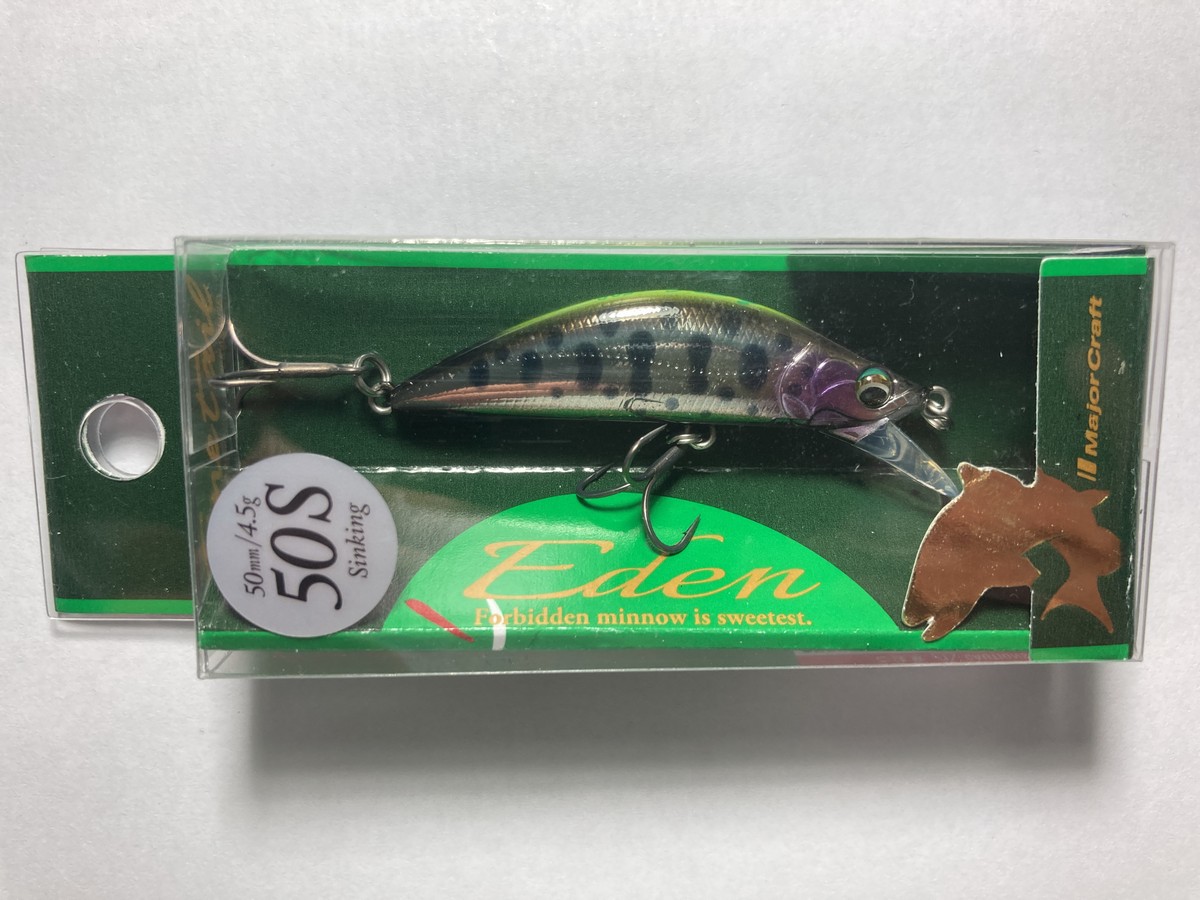 50mm/4.5g
50S
Sinking
Eden
Forbidden minnow is sweetest.
MajorCraft